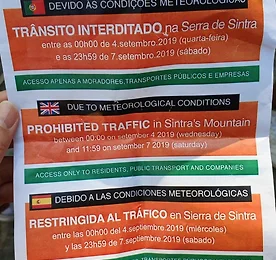 DEVIDO ÀS CONDIÇÕES METEOROLÓGICAS
TRÂNSITO INTERDITADO na Serra de Sintra
entre as 00h00 de 4.setembro.2019 (quarta-feira)
e as 23h59 de 7.setembro.2019 (sábado)
ACESSO APENAS A MORADORES, TRANSPORTES PÚBLICOS E EMPRESAS
DUE TO METEOROLOGICAL CONDITIONS
PROHIBITED TRAFFIC in Sintra's Mountain
between 00:00 on setember 4 2019 (wednesday)
and 11:59 on setember 7 2019 (saturday)
ACCESS ONLY TO RESIDENTS, PUBLIC TRANSPORT AND COMPANIES
DEBIDO A LAS CONDICIONES METEOROLÓGICAS
RESTRINGIDA AL TRÁFICO en Sierra de Sintra
entre las 00h00 del 4.septiembre.2019 (miércoles)
y las 23h59 de 7.septiembre.2019 (sabado)